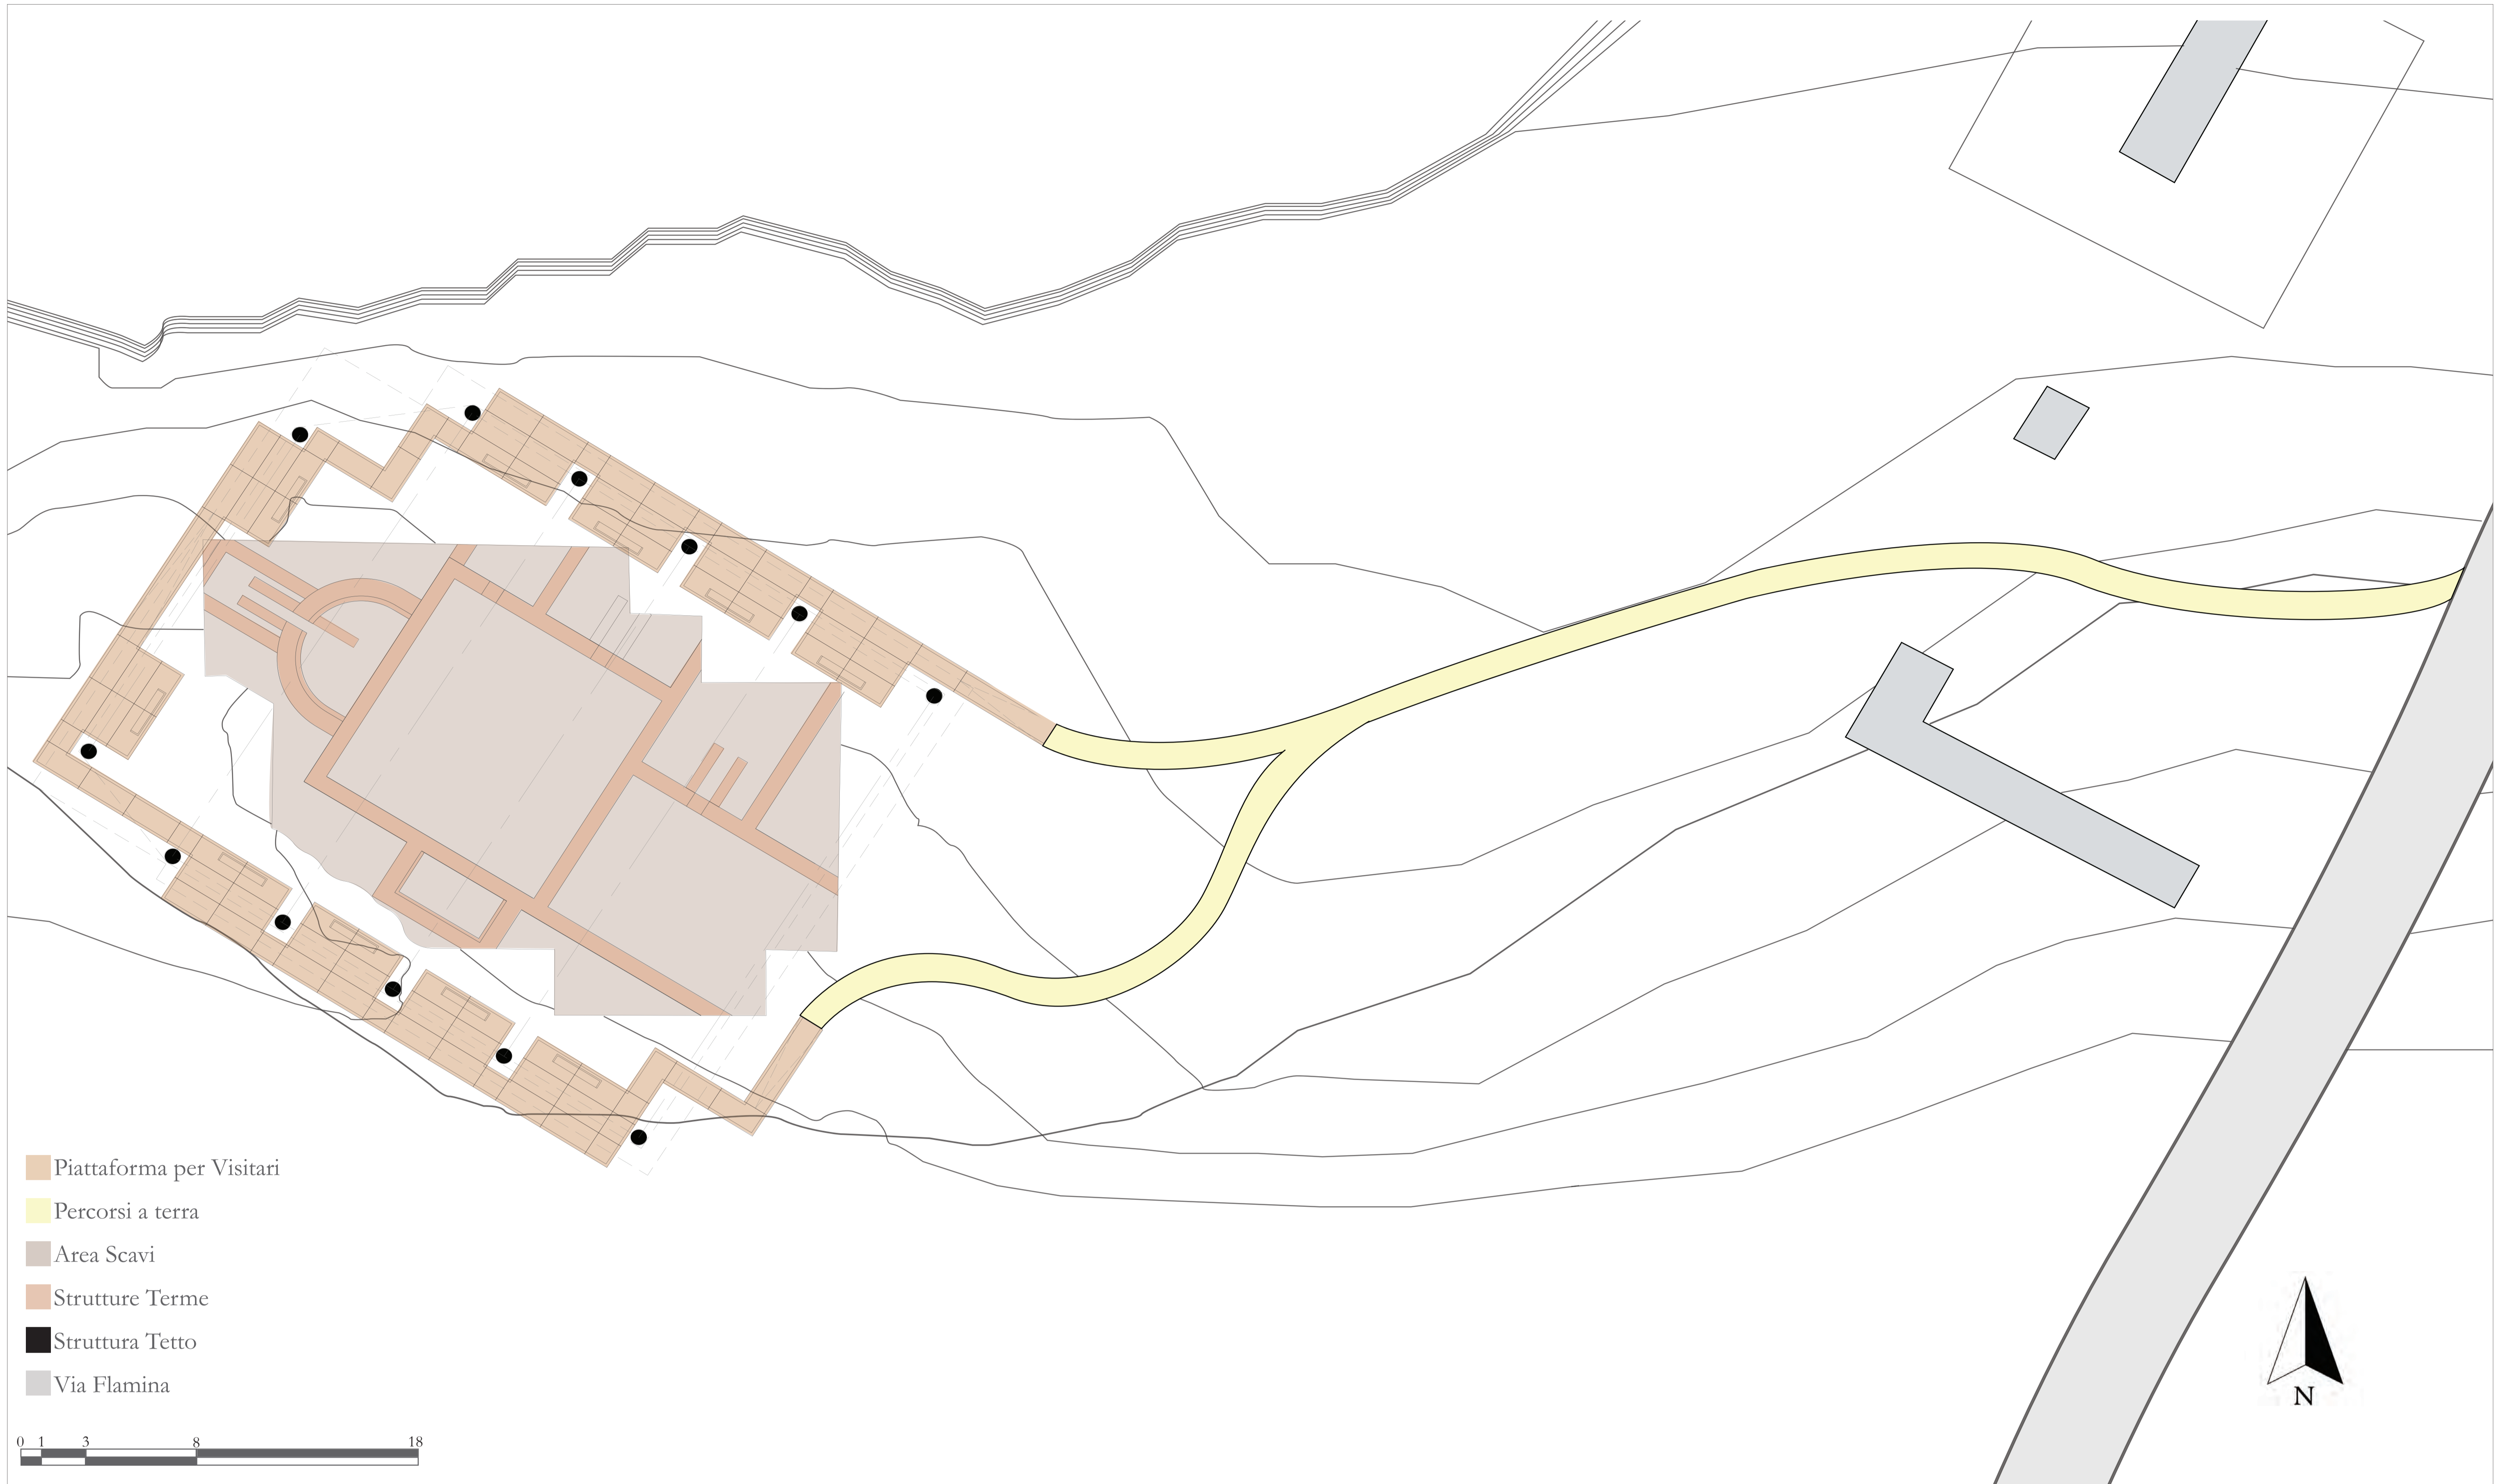 Piattaforma per Visitari
Percorsi a terra
Area Scavi
Strutture Terme
Struttura Tetto
Via Flamina
0 1 3 8 18
N